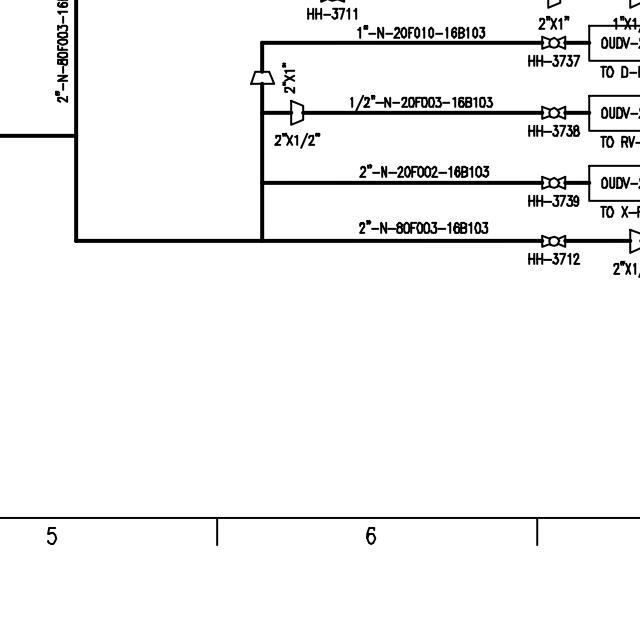 HH-3711
2"X1"
1"-N-20F010-16B103
HH-3737
TO D-
2"-N-80F003-16
2"X1"
1/2"-N-20F003-16B103
2"X1/2"
HH-3738
OUDV-
TO RV-
2"-N-20F002-16B103
HH-3739
OUDV-
TO X-
2"-N-80F003-16B103
HH-3712
2"X1/
5
6